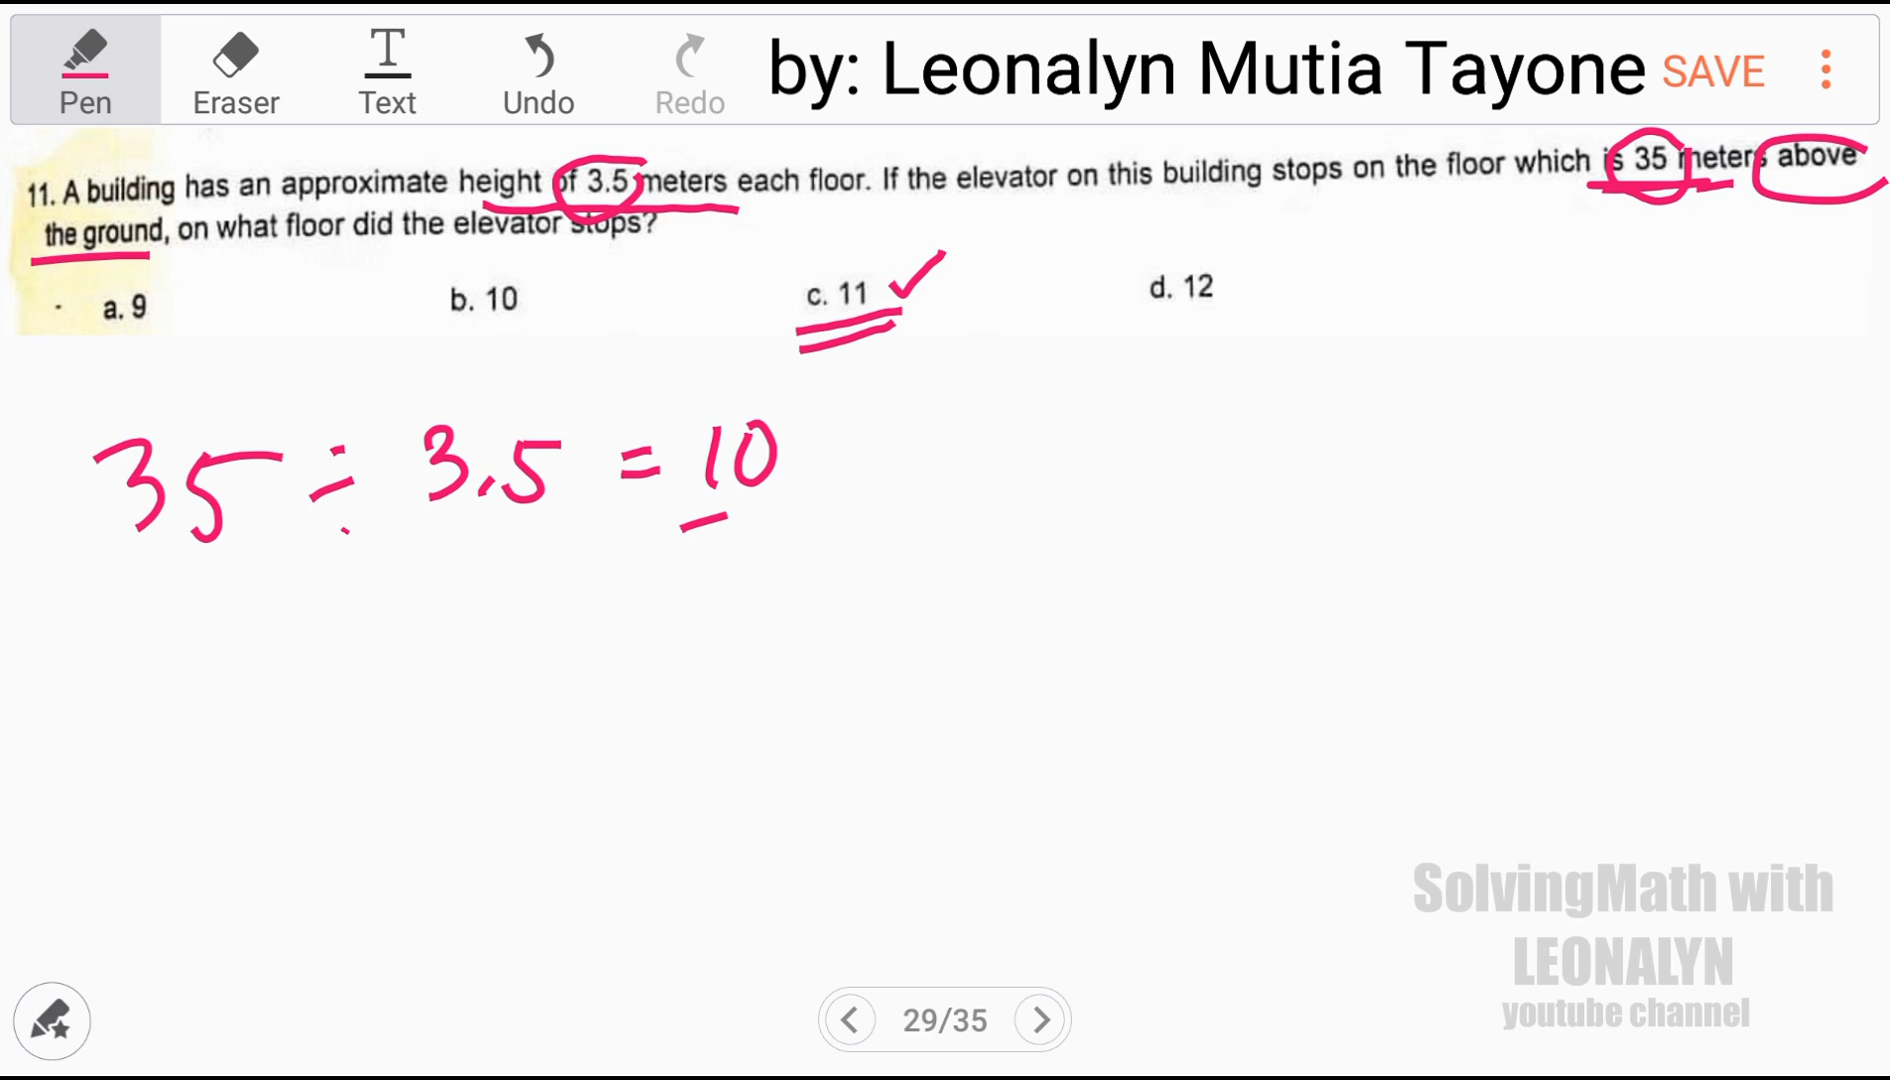 Pen
Eraser
Text
Undo
Redo
by: Leonalyn Mutia Tayone
SAVE
11. A building has an approximate height of 3.5 meters each floor. If the elevator on this building stops on the floor which is 35 meters above
the ground, on what floor did the elevator stops?
a. 9 b. 10 c. 11 d. 12
35 ÷ 3.5 = 10
SolvingMath with
LEONALYN
youtube channel
29/35